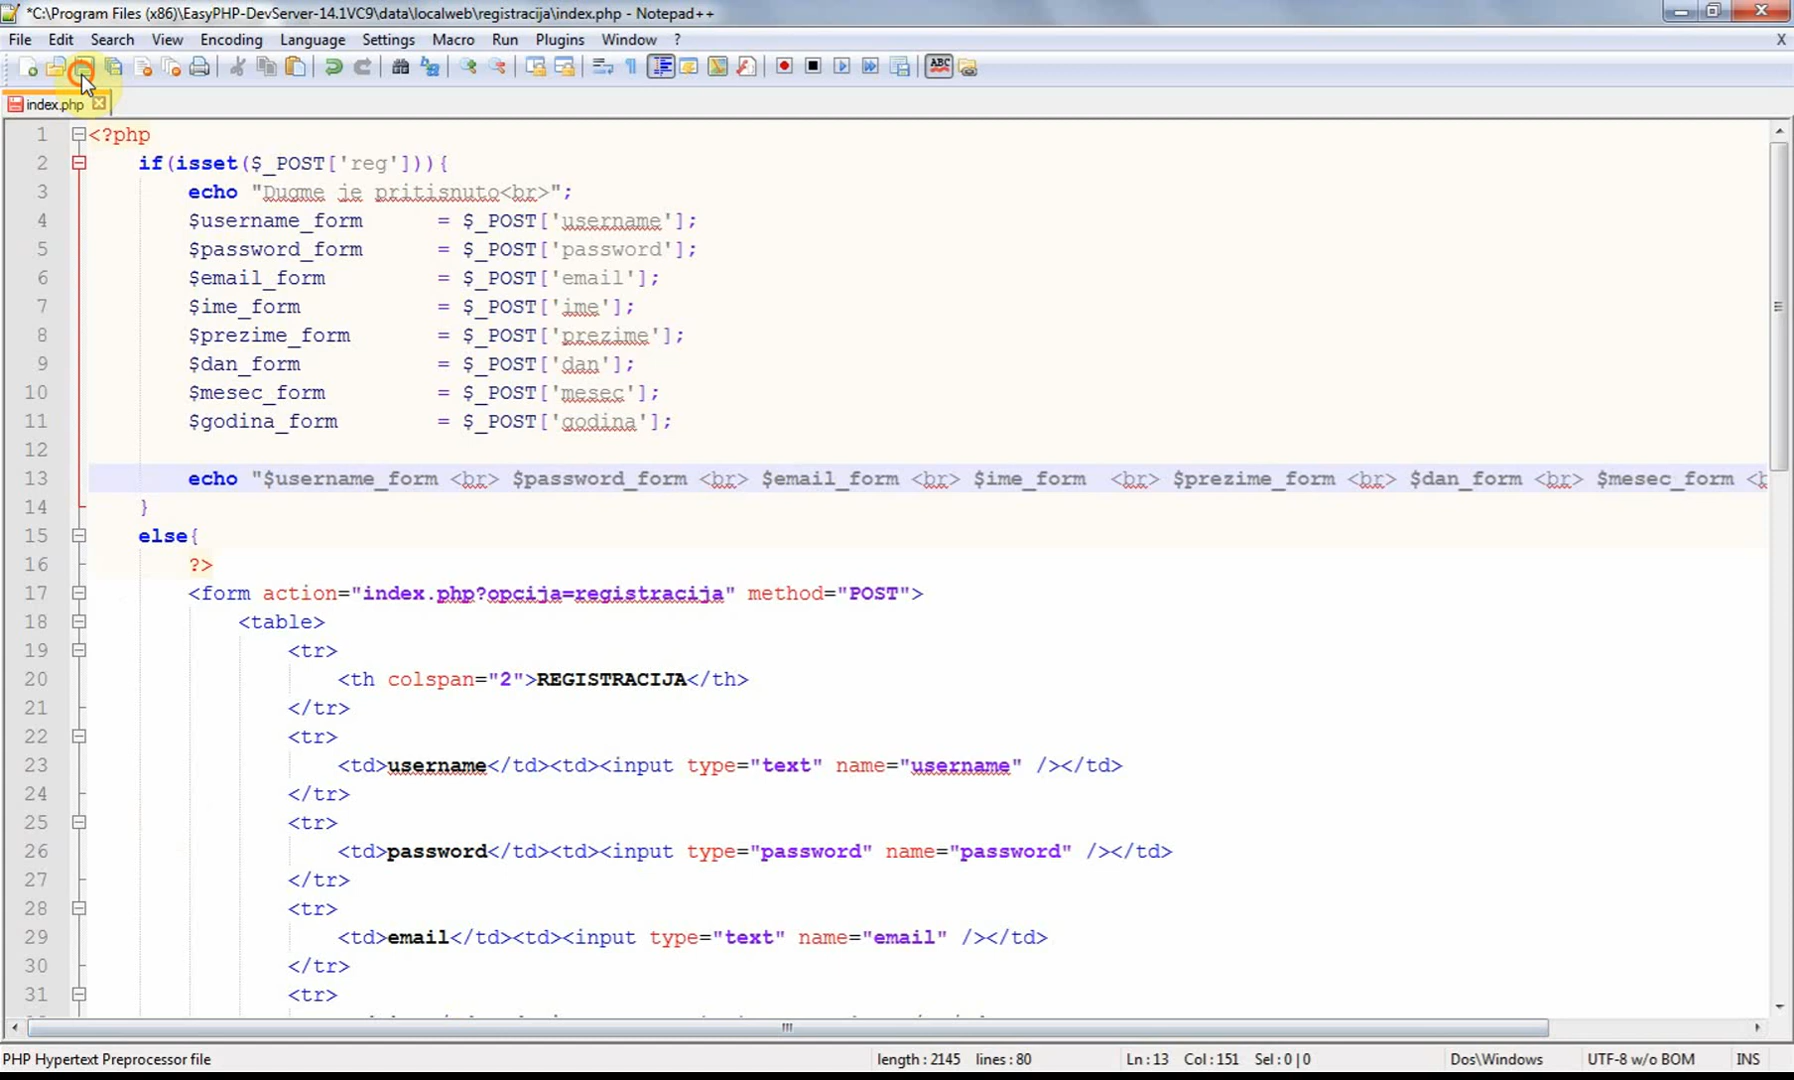 *C:\Program Files (x86)\EasyPHP-DevServer-14.1VC9\data\localweb\registracija\index.php - Notepad++
File Edit Search View Encoding Language Settings Macro Run Plugins Window ? X
index.php
1 <?php
2 if(isset($_POST['reg'])){
3 echo "Dugme je pritisnuto<br>";
4 $username_form = $_POST['username'];
5 $password_form = $_POST['password'];
6 $email_form = $_POST['email'];
7 $ime_form = $_POST['ime'];
8 $prezime_form = $_POST['prezime'];
9 $dan_form = $_POST['dan'];
10 $mesec_form = $_POST['mesec'];
11 $godina_form = $_POST['godina'];
12
13 echo "$username_form <br> $password_form <br> $email_form <br> $ime_form <br> $prezime_form <br> $dan_form <br> $mesec_form <b
14 }
15 else{
16 ?>
17 <form action="index.php?opcija=registracija" method="POST">
18 <table>
19 <tr>
20 <th colspan="2">REGISTRACIJA</th>
21 </tr>
22 <tr>
23 <td>username</td><td><input type="text" name="username" /></td>
24 </tr>
25 <tr>
26 <td>password</td><td><input type="password" name="password" /></td>
27 </tr>
28 <tr>
29 <td>email</td><td><input type="text" name="email" /></td>
30 </tr>
31 <tr>
PHP Hypertext Preprocessor file length : 2145 lines : 80 Ln : 13 Col : 151 Sel : 0 | 0 Dos\Windows UTF-8 w/o BOM INS